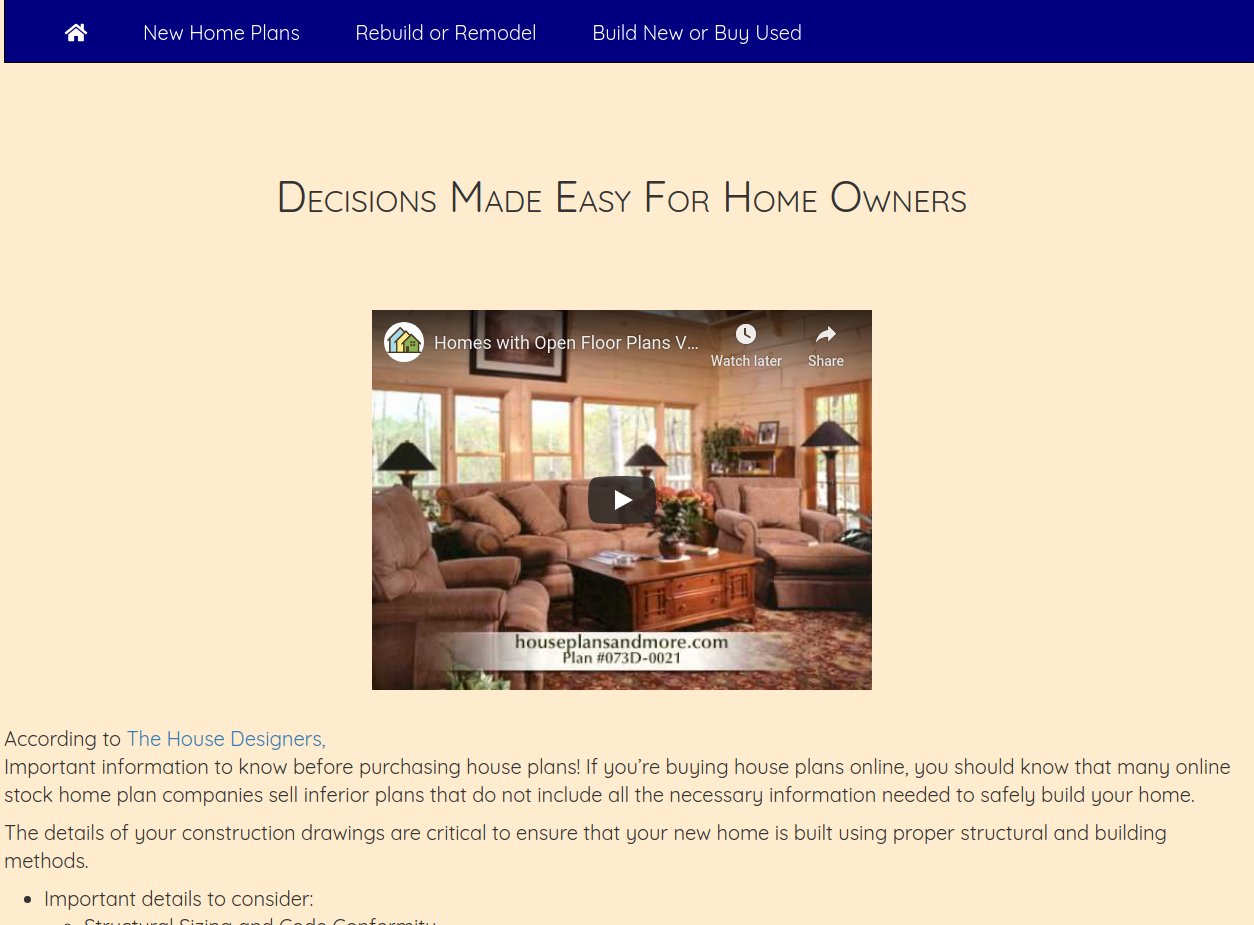 New Home Plans Rebuild or Remodel Build New or Buy Used
Decisions Made Easy For Home Owners
Homes with Open Floor Plans V...
Watch later
Share
houseplansandmore.com
Plan #073D-0021
According to The House Designers,
Important information to know before purchasing house plans! If you’re buying house plans online, you should know that many online
stock home plan companies sell inferior plans that do not include all the necessary information needed to safely build your home.
The details of your construction drawings are critical to ensure that your new home is built using proper structural and building
methods.
Important details to consider:
Structural Sizing and Code Conformity